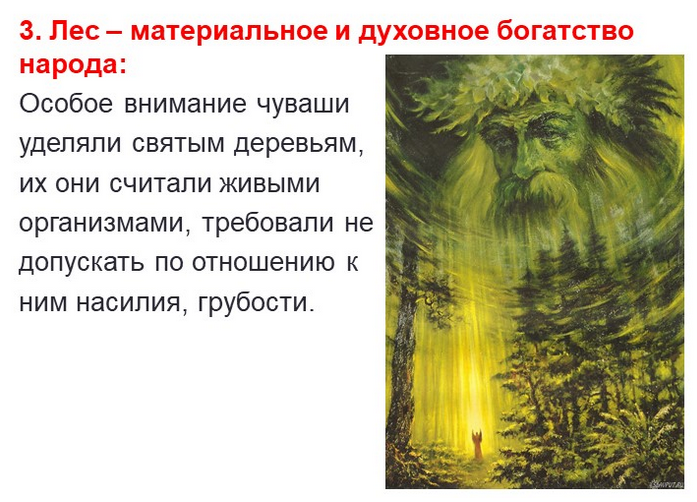 3. Лес – материальное и духовное богатство
народа:
Особое внимание чуваши
уделяли святым деревьям,
их они считали живыми
организмами, требовали не
допускать по отношению к
ним насилия, грубости.